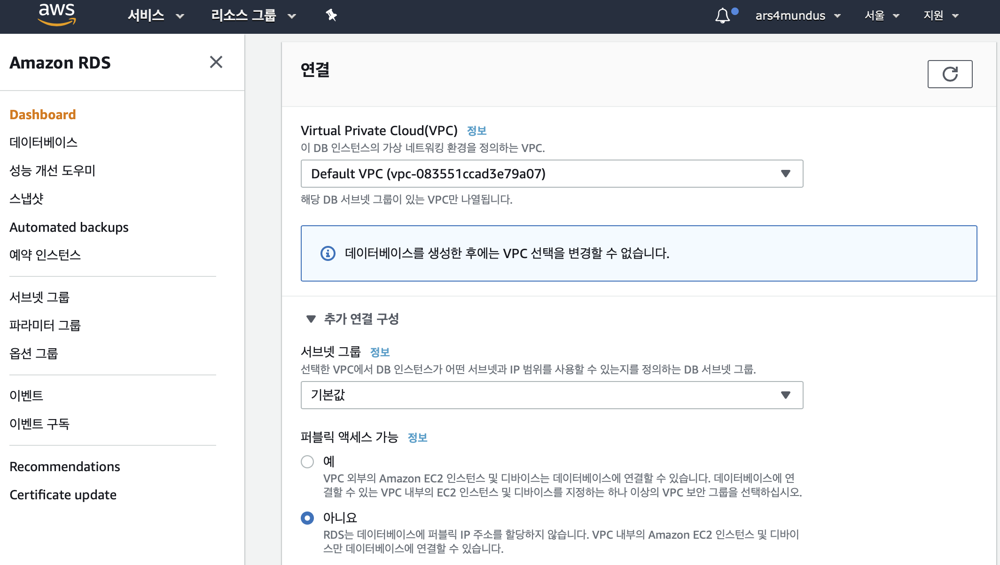 aws
서비스
리소스 그룹
ars4mundus
서울
지원
Amazon RDS
Dashboard
데이터베이스
성능 개선 도우미
스냅샷
Automated backups
예약 인스턴스
서브넷 그룹
파라미터 그룹
옵션 그룹
이벤트
이벤트 구독
Recommendations
Certificate update
연결
Virtual Private Cloud(VPC) 정보
이 DB 인스턴스의 가상 네트워킹 환경을 정의하는 VPC.
Default VPC (vpc-083551ccad3e79a07)
해당 DB 서브넷 그룹이 있는 VPC만 나열됩니다.
데이터베이스를 생성한 후에는 VPC 선택을 변경할 수 없습니다.
추가 연결 구성
서브넷 그룹 정보
선택한 VPC에서 DB 인스턴스가 어떤 서브넷과 IP 범위를 사용할 수 있는지를 정의하는 DB 서브넷 그룹.
기본값
퍼블릭 액세스 가능 정보
예
VPC 외부의 Amazon EC2 인스턴스 및 디바이스는 데이터베이스에 연결할 수 있습니다. 데이터베이스에 연
결할 수 있는 VPC 내부의 EC2 인스턴스 및 디바이스를 지정하는 하나 이상의 VPC 보안 그룹을 선택하십시오.
아니요
RDS는 데이터베이스에 퍼블릭 IP 주소를 할당하지 않습니다. VPC 내부의 Amazon EC2 인스턴스 및 디바이
스만 데이터베이스에 연결할 수 있습니다.